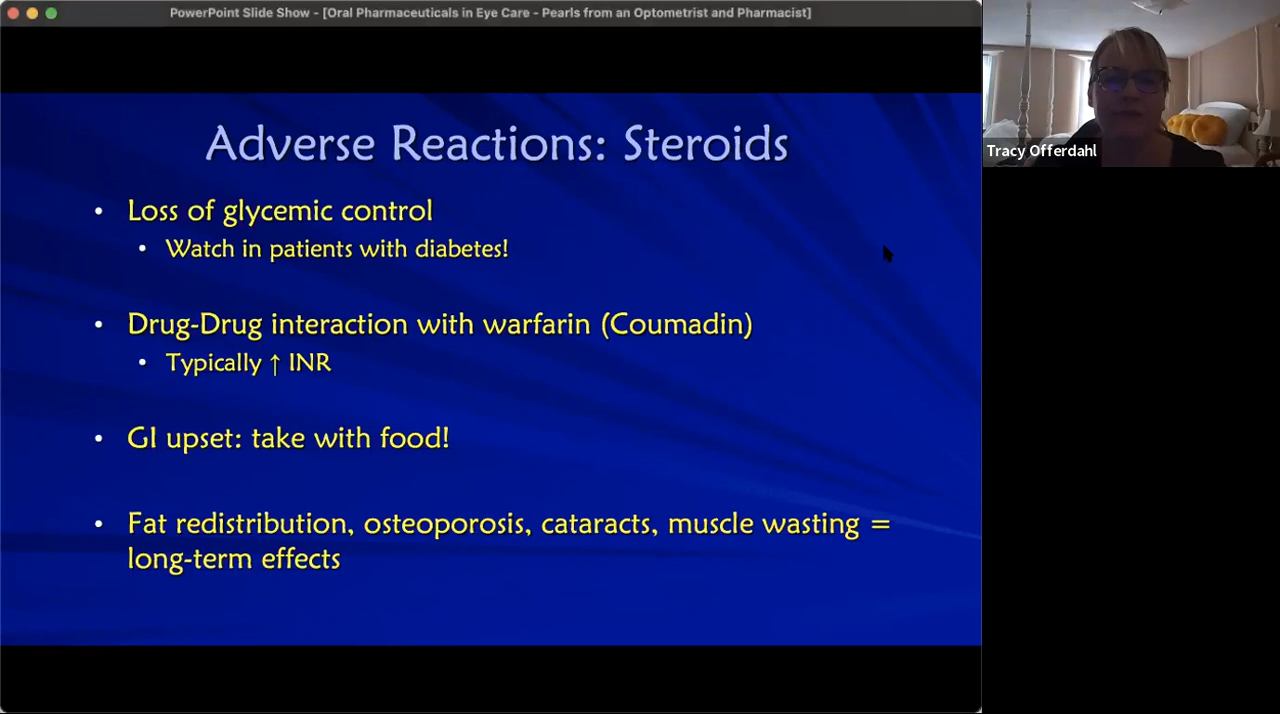 PowerPoint Slide Show - [Oral Pharmaceuticals in Eye Care - Pearls from an Optometrist and Pharmacist]
Adverse Reactions: Steroids
• Loss of glycemic control
• Watch in patients with diabetes!
• Drug-Drug interaction with warfarin (Coumadin)
• Typically ↑ INR
• GI upset: take with food!
• Fat redistribution, osteoporosis, cataracts, muscle wasting =
long-term effects
Tracy Offerdahl